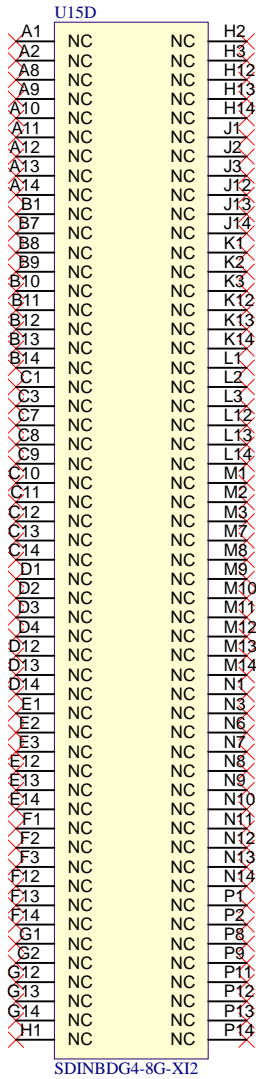 U15D
A1 NC NC H2
A2 NC NC H3
A8 NC NC H12
A9 NC NC H13
A10 NC NC H14
A11 NC NC J1
A12 NC NC J2
A13 NC NC J3
A14 NC NC J12
B1 NC NC J13
B7 NC NC J14
B8 NC NC K1
B9 NC NC K2
B10 NC NC K3
B11 NC NC K12
B12 NC NC K13
B13 NC NC K14
B14 NC NC L1
C1 NC NC L2
C3 NC NC L3
C7 NC NC L12
C8 NC NC L13
C9 NC NC L14
C10 NC NC M1
C11 NC NC M2
C12 NC NC M3
C13 NC NC M7
C14 NC NC M8
D1 NC NC M9
D2 NC NC M10
D3 NC NC M11
D4 NC NC M12
D12 NC NC M13
D13 NC NC M14
D14 NC NC N1
E1 NC NC N3
E2 NC NC N6
E3 NC NC N7
E12 NC NC N8
E13 NC NC N9
E14 NC NC N10
F1 NC NC N11
F2 NC NC N12
F3 NC NC N13
F12 NC NC N14
F13 NC NC P1
F14 NC NC P2
G1 NC NC P8
G2 NC NC P9
G12 NC NC P11
G13 NC NC P12
G14 NC NC P13
H1 NC NC P14
SDINBDG4-8G-XI2